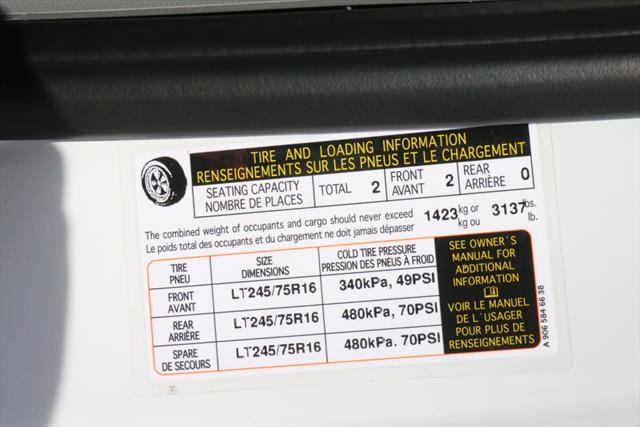 TIRE AND LOADING INFORMATION
RENSEIGNEMENTS SUR LES PNEUS ET LE CHARGEMENT
SEATING CAPACITY
NOMBRE DE PLACES
TOTAL 2
FRONT
AVANT 2
REAR
ARRIÈRE 0
The combined weight of occupants and cargo should never exceed
Le poids total des occupants et du chargement ne doit jamais dépasser
1423 kg or
kg ou
3137 lbs.
lb.
TIRE
PNEU
SIZE
DIMENSIONS
COLD TIRE PRESSURE
PRESSION DES PNEUS À FROID
FRONT
AVANT
LT245/75R16
340kPa, 49PSI
REAR
ARRIÈRE
LT245/75R16
480kPa, 70PSI
SPARE
DE SECOURS
LT245/75R16
480kPa. 70PSI
SEE OWNER´S
MANUAL FOR
ADDITIONAL
INFORMATION
VOIR LE MANUEL
DE L´USAGER
POUR PLUS DE
RENSEIGNEMENTS
A 906 584 66 38